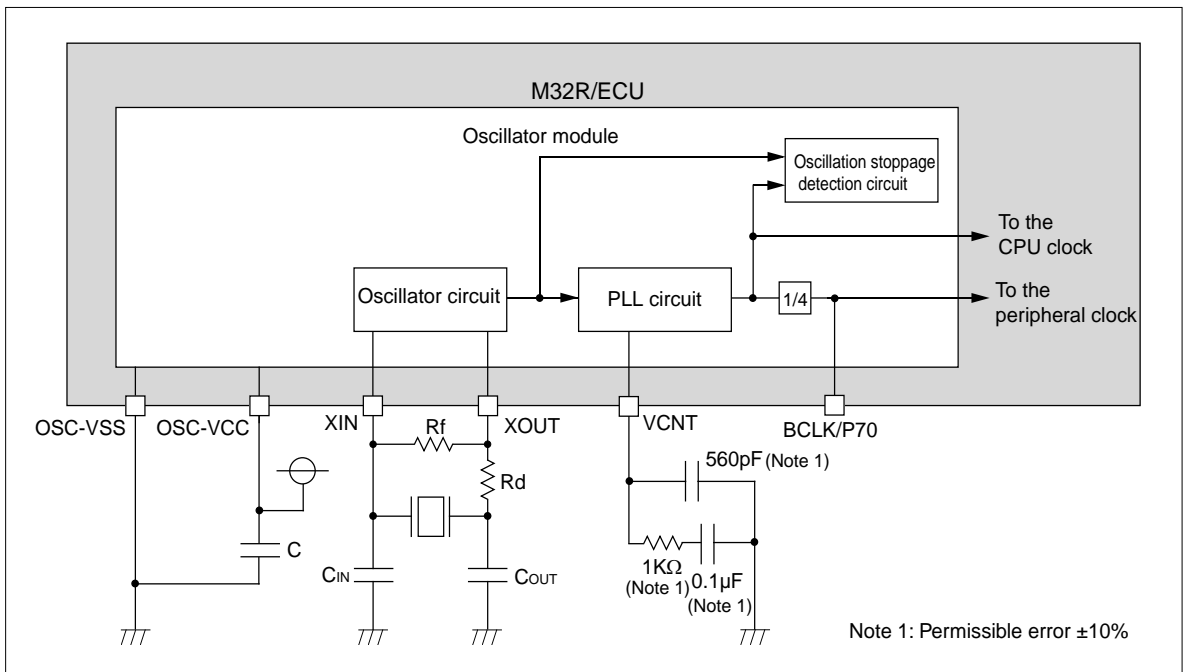 M32R/ECU
Oscillator module
Oscillation stoppage
detection circuit
To the
CPU clock
Oscillator circuit
PLL circuit
1/4
To the
peripheral clock
OSC-VSS
OSC-VCC
XIN
XOUT
VCNT
BCLK/P70
Rf
Rd
560pF (Note 1)
C
CIN
COUT
1KΩ
(Note 1)
0.1µF
(Note 1)
Note 1: Permissible error ±10%